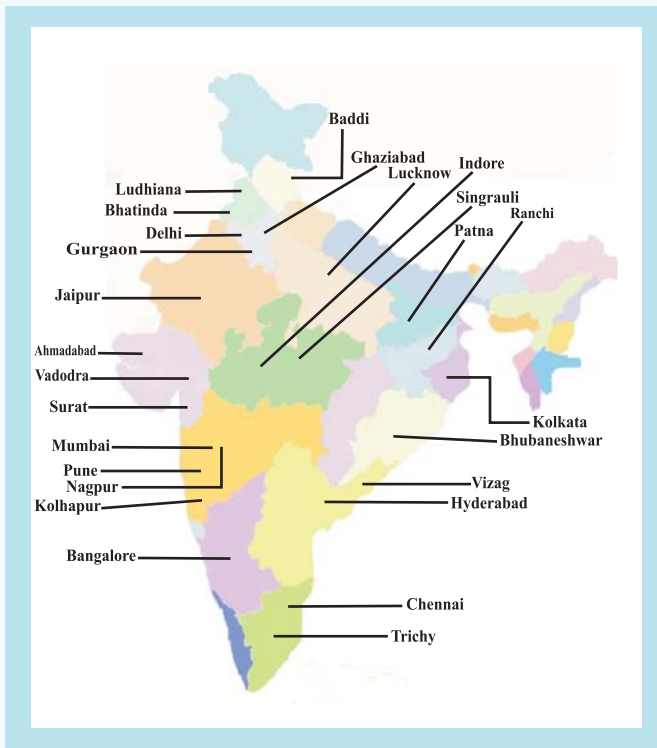 Baddi
Ghaziabad
Indore
Lucknow
Ludhiana
Singrauli
Bhatinda
Ranchi
Delhi
Patna
Gurgaon
Jaipur
Ahmadabad
Vadodra
Surat
Kolkata
Bhubaneshwar
Mumbai
Pune
Nagpur
Vizag
Kolhapur
Hyderabad
Bangalore
Chennai
Trichy